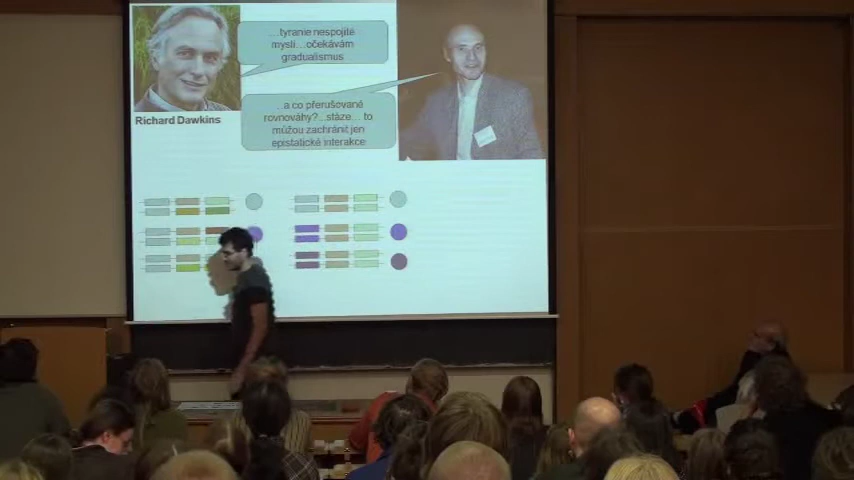 ...tyranie nespojité
mysli...očekávám
gradualismus
..a co přerušované
rovnováhy?...stáze... to
můžou zachránit jen
epistatické interakce
Richard Dawkins